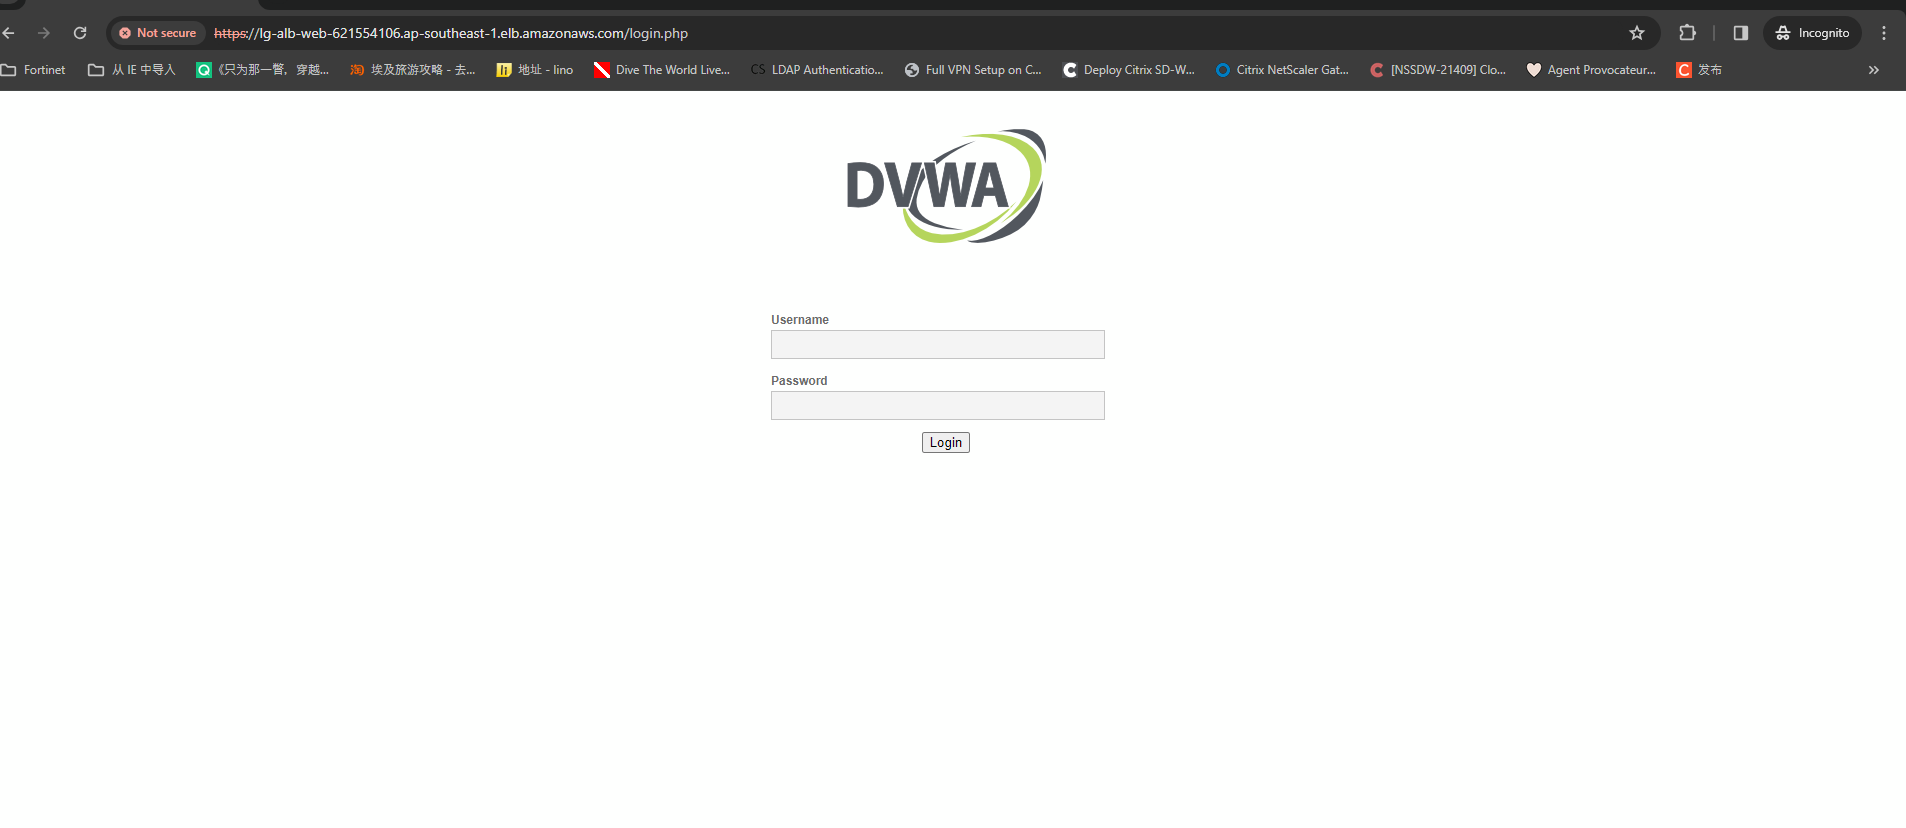 Not secure https://lg-alb-web-621554106.ap-southeast-1.elb.amazonaws.com/login.php Incognito
Fortinet 从 IE 中导入 《只为那一瞥，穿越... 埃及旅游攻略 - 去... 地址 - lino Dive The World Live... CS LDAP Authenticatio... Full VPN Setup on C... Deploy Citrix SD-W... Citrix NetScaler Gat... [NSSDW-21409] Clo... Agent Provocateur... 发布
DVWA
Username
Password
Login